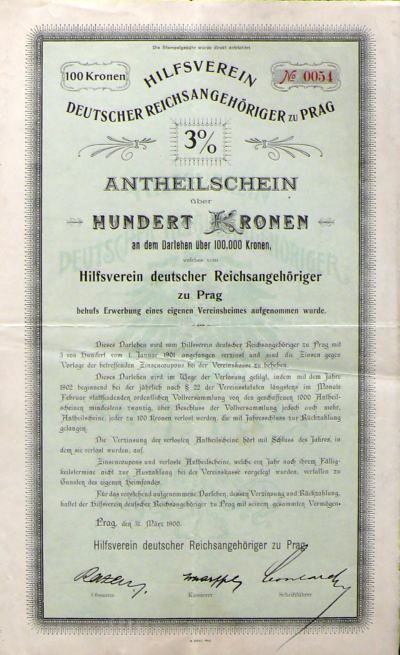 Die Stempelgebühr wurde direkt entrichtet
100 Kronen
№ 0054
HILFSVEREIN
DEUTSCHER REICHSANGEHÖRIGER zu PRAG
3%
ANTHEILSCHEIN
über
HUNDERT KRONEN
an dem Darlehen über 100.000 Kronen,
welches vom
Hilfsverein deutscher Reichsangehöriger
zu Prag
behufs Erwerbung eines eigenen Vereinsheimes aufgenommen wurde.
Dieses Darlehen wird vom Hilfsverein deutscher Reichsangehöriger zu Prag mit
3 von Hundert vom 1. Januar 1901 angefangen verzinst und sind die Zinsen gegen
Vorlage der betreffenden Zinsencoupons bei der Vereinskasse zu beheben.
Dieses Darlehen wird im Wege der Verlosung getilgt, indem mit dem Jahre
1902 beginnend bei der jährlich nach § 22 der Vereinsstatuten längstens im Monate
Februar stattfindenden ordentlichen Vollversammlung von den geschaffenen 1000 Antheil-
scheinen mindestens zwanzig, über Beschluss der Vollversammlung jedoch auch mehr,
Antheilscheine, jeder zu 100 Kronen verlost werden, die mit Jahresschluss zur Rückzahlung
gelangen.
Die Verzinsung der verlosten Antheilscheine hört mit Schluss des Jahres, in
dem sie verlost wurden, auf.
Zinsencoupons und verloste Antheilscheine, welche ein Jahr nach ihrem Fällig-
keitstermine nicht zur Auszahlung bei der Vereinskasse vorgelegt wurden, verfallen zu
Gunsten des eigenen Heimfondes.
Für das vorstehend aufgenommene Darlehen, dessen Verzinsung und Rückzahlung,
haftet der Hilfsverein deutscher Reichsangehöriger zu Prag mit seinem gesammten Vermögen.
Prag, den 31. März 1900.
Hilfsverein deutscher Reichsangehöriger zu Prag
Obmann Kassierer Schriftführer